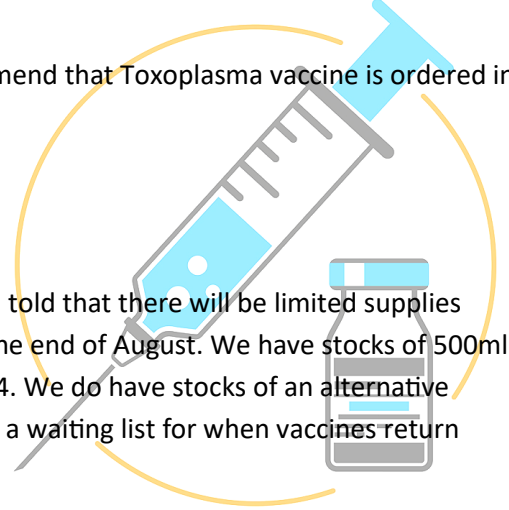 mend that Toxoplasma vaccine is ordered in
told that there will be limited supplies
he end of August. We have stocks of 500ml
4. We do have stocks of an alternative
a waiting list for when vaccines return